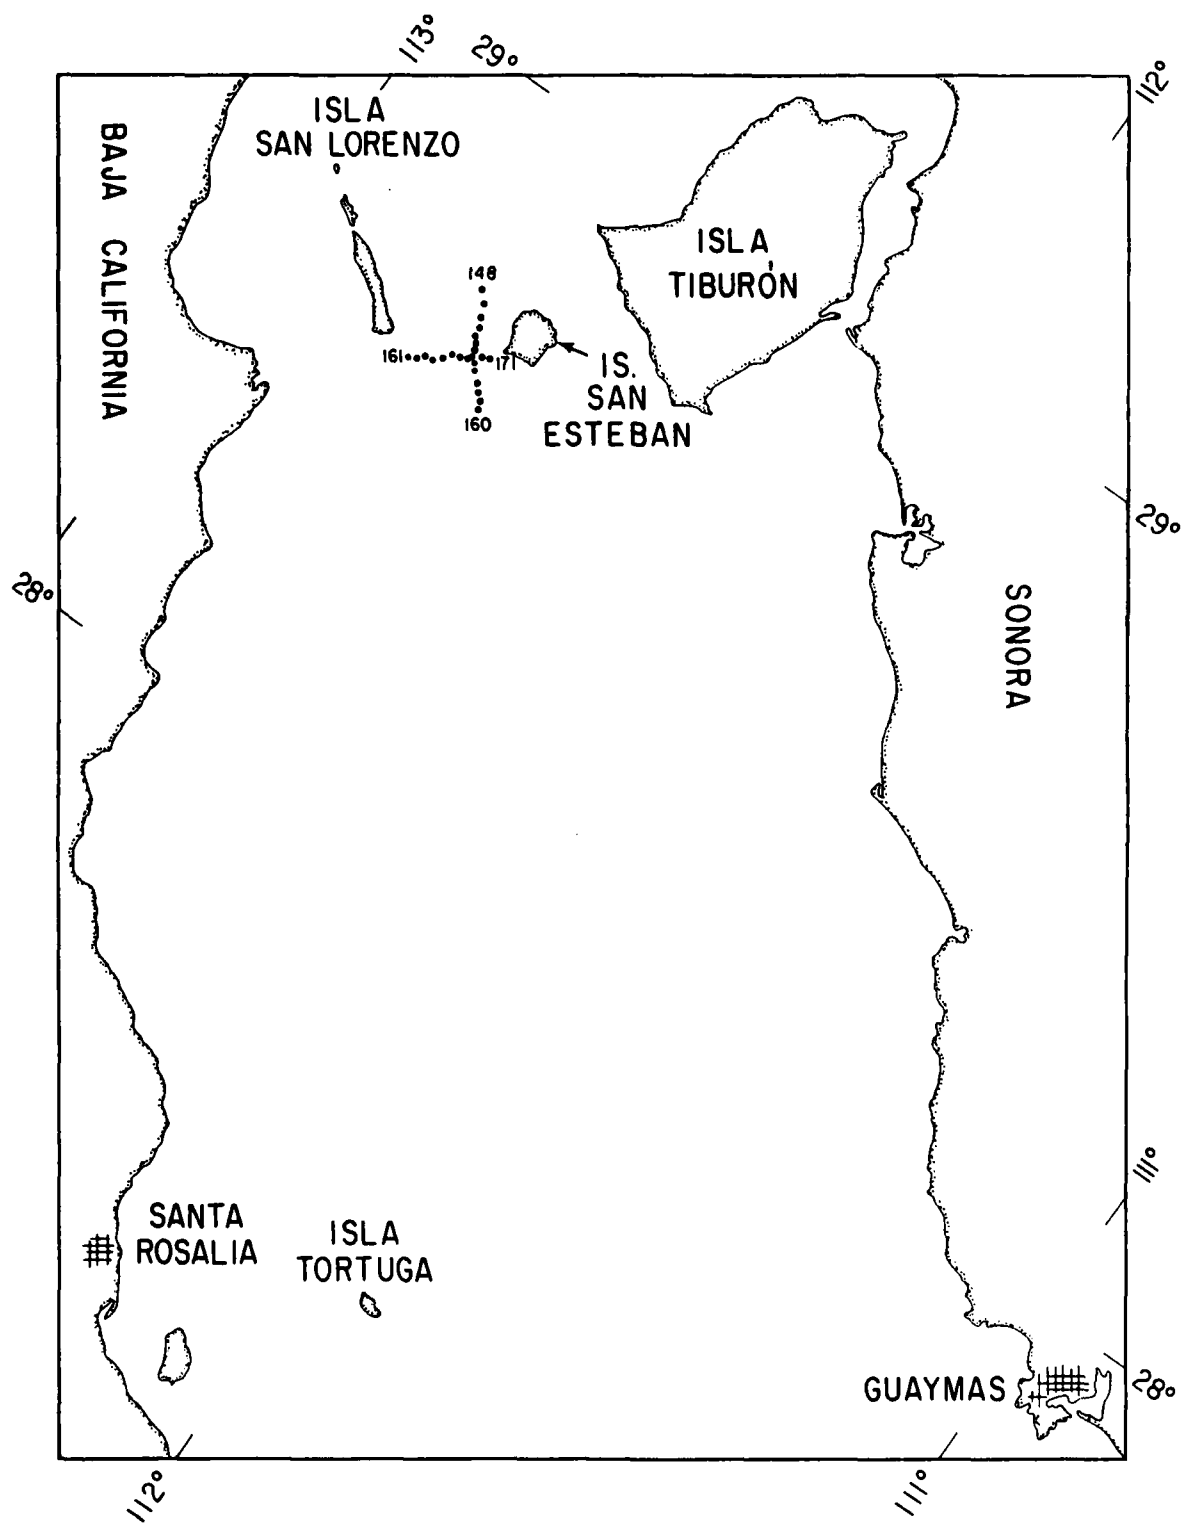 113°
29°
112°
ISLA
SAN LORENZO
BAJA CALIFORNIA
ISLA
TIBURÓN
148
161
171
160
IS.
SAN
ESTEBAN
29°
28°
SONORA
111°
SANTA
ROSALIA
ISLA
TORTUGA
GUAYMAS
28°
112°
111°